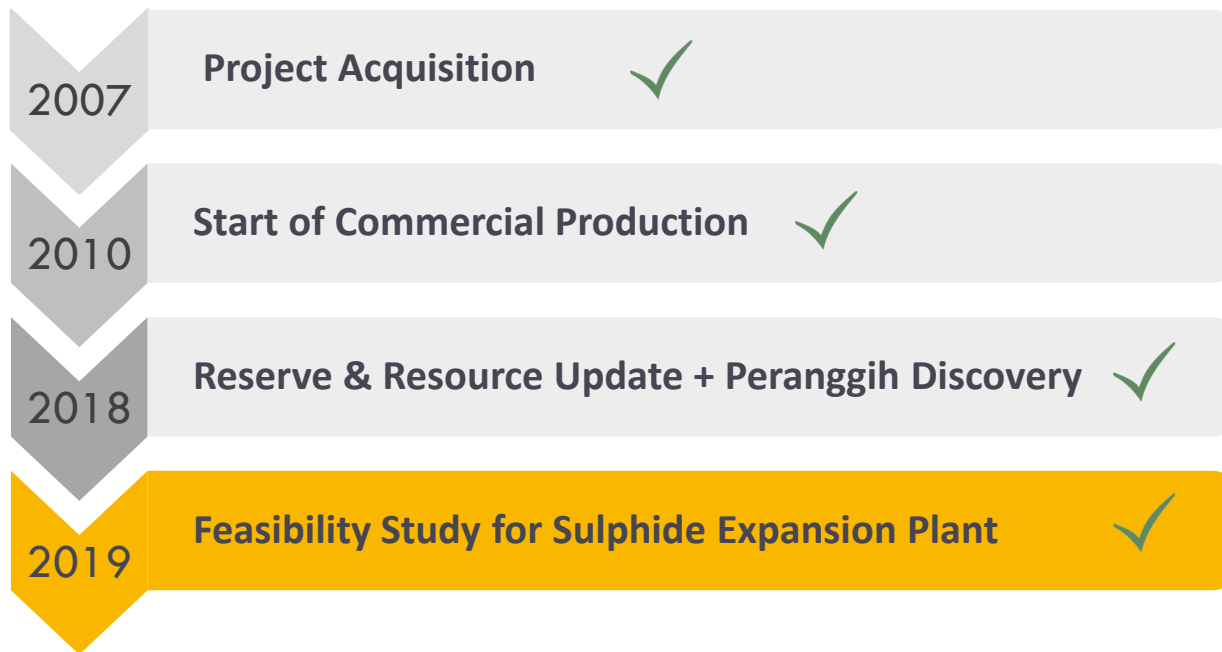 2007
Project Acquisition
2010
Start of Commercial Production
2018
Reserve & Resource Update + Peranggih Discovery
2019
Feasibility Study for Sulphide Expansion Plant